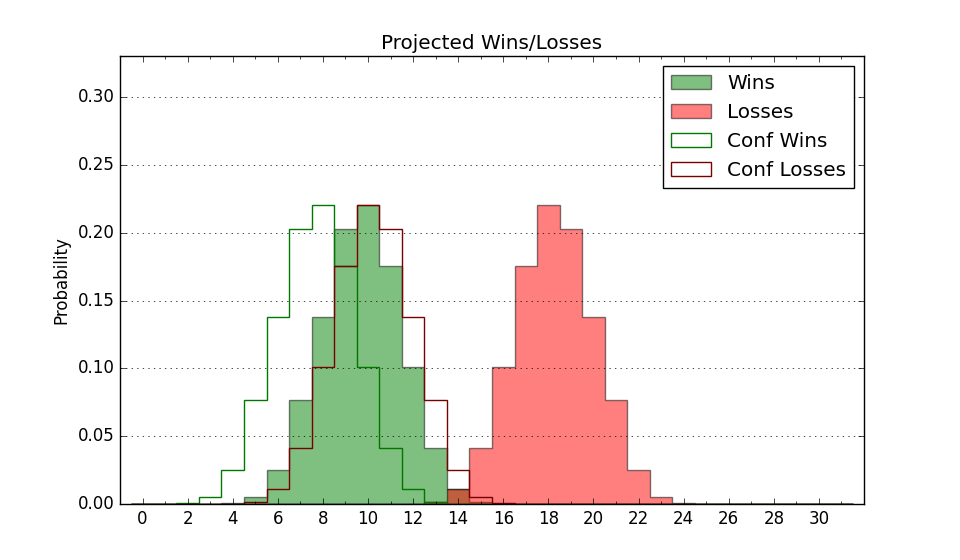 Projected Wins/Losses
Wins
Losses
Conf Wins
Conf Losses
Probability
0.30
0.25
0.20
0.15
0.10
0.05
0.00
0 2 4 6 8 10 12 14 16 18 20 22 24 26 28 30